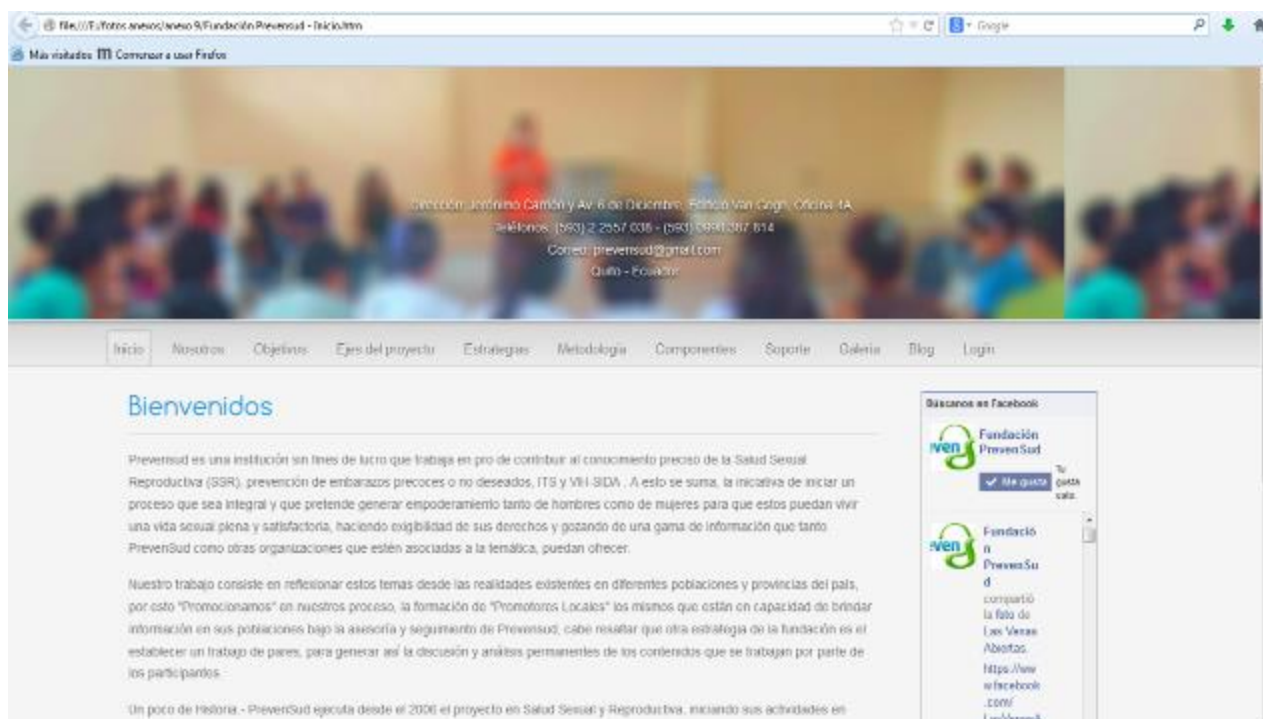 file:///F:/fotos anexos/anexo 9/Fundación Prevensud - Inicio.htm
Google
Más visitados Comenzar a usar Firefox
Dirección: Jerónimo Carrión y Av. 6 de Diciembre, Edificio Van Gogh, Oficina 4A,
Teléfonos: (593) 2 2557 038 - (593) 0998 387 814
Correo: prevensud@gmail.com
Quito - Ecuador
Inicio Nosotros Objetivos Ejes del proyecto Estrategias Metodología Componentes Soporte Galeria Blog Login
Bienvenidos
Prevensud es una institución sin fines de lucro que trabaja en pro de contribuir al conocimiento preciso de la Salud Sexual
Reproductiva (SSR), prevención de embarazos precoces o no deseados, ITS y VIH-SIDA . A esto se suma, la iniciativa de iniciar un
proceso que sea integral y que pretende generar empoderamiento tanto de hombres como de mujeres para que estos puedan vivir
una vida sexual plena y satisfactoria, haciendo exigibilidad de sus derechos y gozando de una gama de información que tanto
PrevenSud como otras organizaciones que estén asociadas a la temática, puedan ofrecer.
Nuestro trabajo consiste en reflexionar estos temas desde las realidades existentes en diferentes poblaciones y provincias del país,
por esto "Promocionamos" en nuestros proceso, la formación de "Promotoros Locales" los mismos que están en capacidad de brindar
información en sus poblaciones bajo la asesoría y seguimiento de Prevensud, cabe resaltar que otra estrategia de la fundación es el
establecer un trabajo de pares, para generar así la discusión y análisis permanentes de los contenidos que se trabajan por parte de
los participantes
Un poco de Historia.- PrevenSud ejecuta desde el 2006 el proyecto en Salud Sexual y Reproductiva, iniciando sus actividades en
Búscanos en Facebook
Fundación
PrevenSud
Me gusta
Tu
gusta
esto.
Fundació
n
PrevenSu
d
compartió
la foto de
Las Venas
Abiertas.
https://ww
w.facebook
.com/